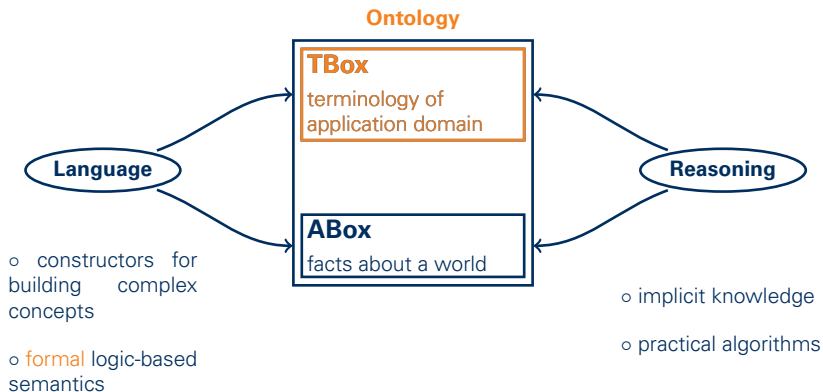 Ontology
TBox
terminology of
application domain
Language
Reasoning
ABox
facts about a world
○ constructors for
building complex
concepts
○ formal logic-based
semantics
○ implicit knowledge
○ practical algorithms